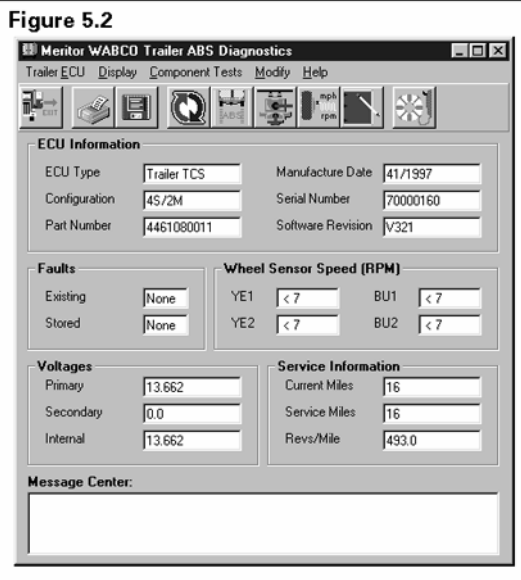 Figure 5.2
Meritor WABCO Trailer ABS Diagnostics
Trailer ECU Display Component Tests Modify Help
EXIT ABS mph rpm
ECU Information
ECU Type Trailer TCS Manufacture Date 41/1997
Configuration 4S/2M Serial Number 70000160
Part Number 4461080011 Software Revision V321
Faults Wheel Sensor Speed (RPM)
Existing None YE1 < 7 BU1 < 7
Stored None YE2 < 7 BU2 < 7
Voltages Service Information
Primary 13.662 Current Miles 16
Secondary 0.0 Service Miles 16
Internal 13.662 Revs/Mile 493.0
Message Center: